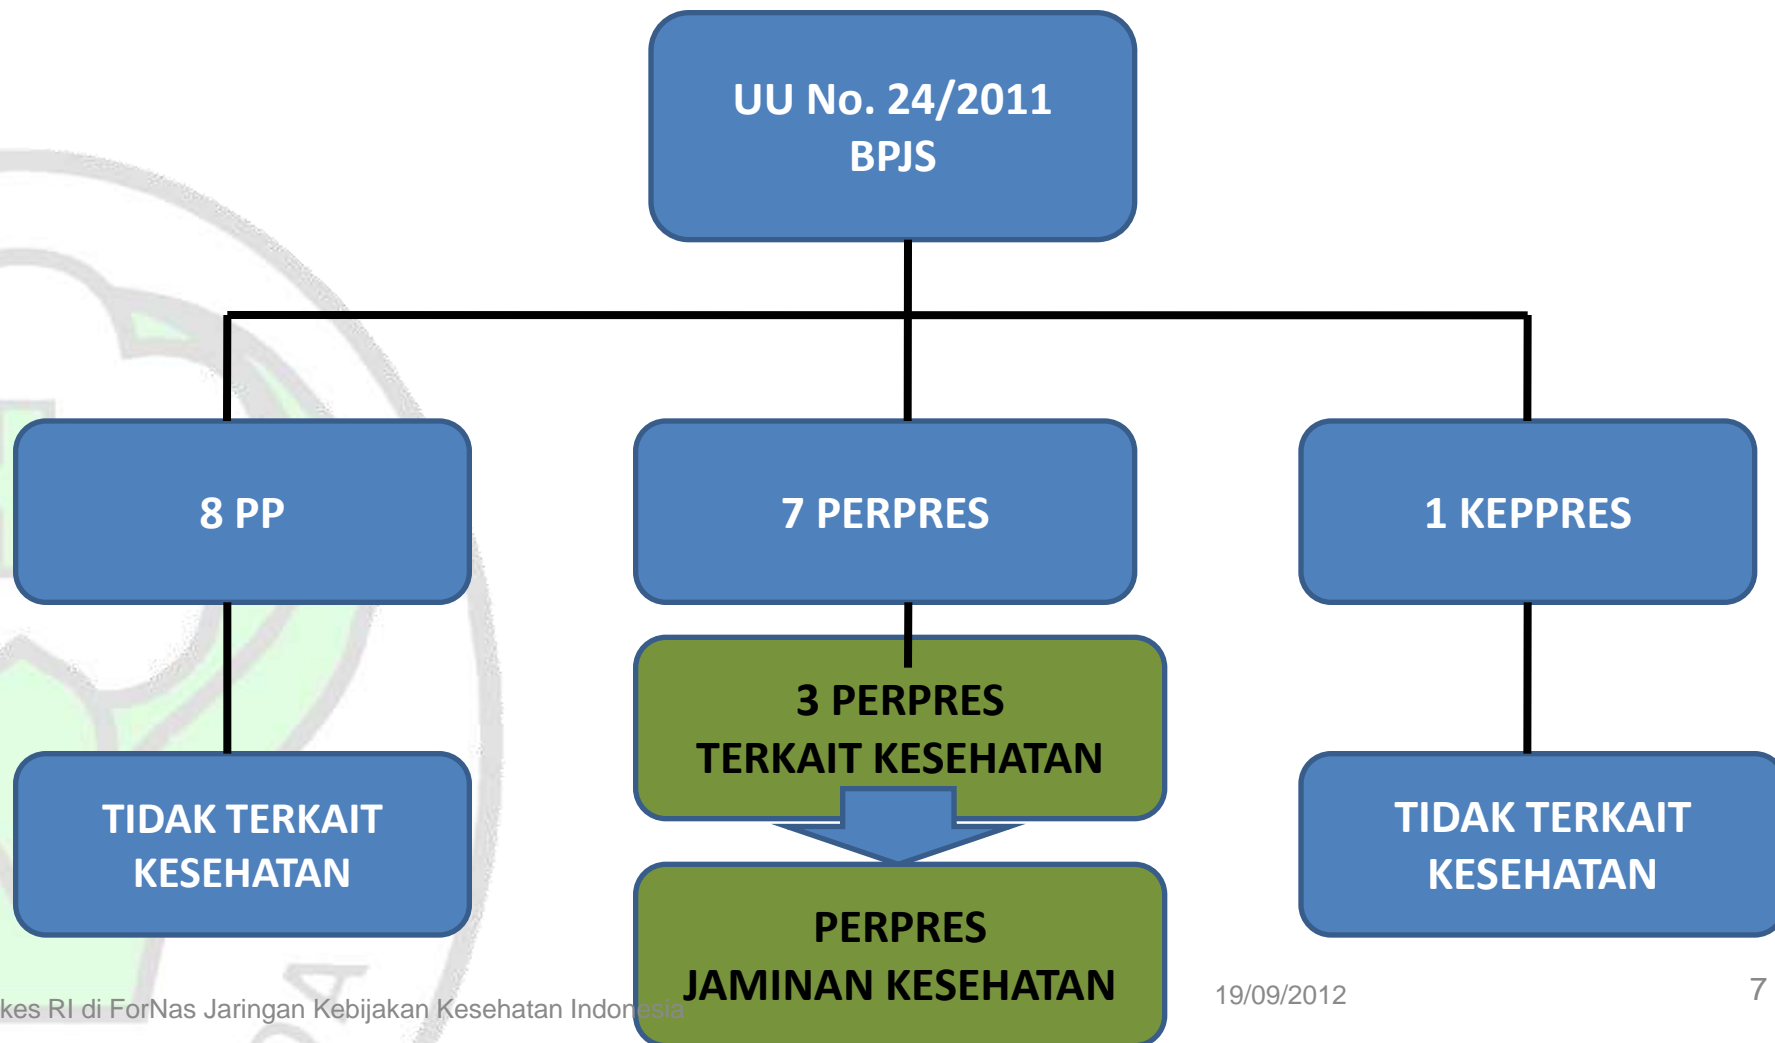 UU No. 24/2011
BPJS
8 PP
7 PERPRES
1 KEPPRES
3 PERPRES
TERKAIT KESEHATAN
TIDAK TERKAIT
KESEHATAN
TIDAK TERKAIT
KESEHATAN
PERPRES
JAMINAN KESEHATAN
kes RI di ForNas Jaringan Kebijakan Kesehatan Indonesia
19/09/2012
7